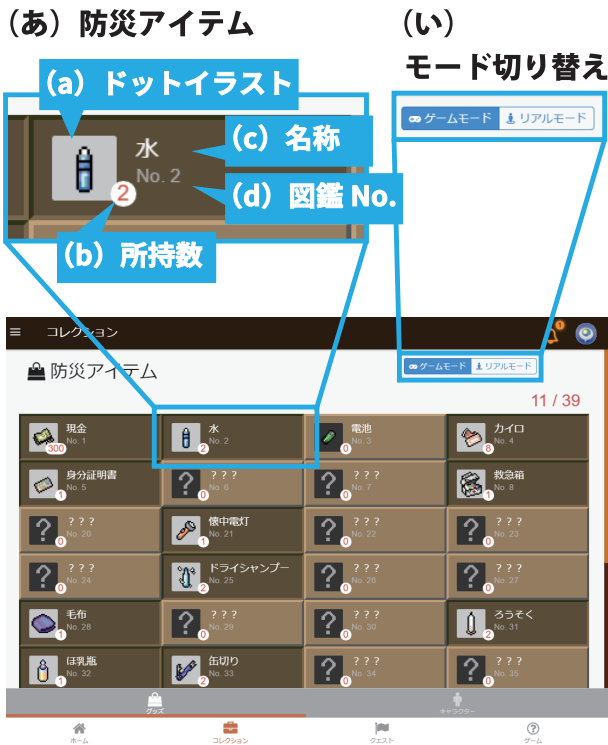 （あ）防災アイテム
（い）
モード切り替え
(a) ドットイラスト
ゲームモード リアルモード
水
(c) 名称
No. 2
2
(d) 図鑑 No.
(b) 所持数
コレクション
1
防災アイテム
ゲームモード リアルモード
11 / 39
現金 No. 1 300
水 No. 2 2
電池 No. 3 0
カイロ No. 4 8
身分証明書 No. 5 1
？？？ No. 6 0
？？？ No. 7 0
救急箱 No. 8 1
？？？ No. 20 0
懐中電灯 No. 21 1
？？？ No. 22 0
？？？ No. 23 0
？？？ No. 24 0
ドライシャンプー No. 25 2
？？？ No. 26 0
？？？ No. 27 0
毛布 No. 28 1
？？？ No. 29 0
？？？ No. 30 0
ろうそく No. 31 2
ほ乳瓶 No. 32 1
缶切り No. 33 2
？？？ No. 34 0
？？？ No. 35 0
グッズ
キャラクター
ホーム
コレクション
クエスト
ゲーム